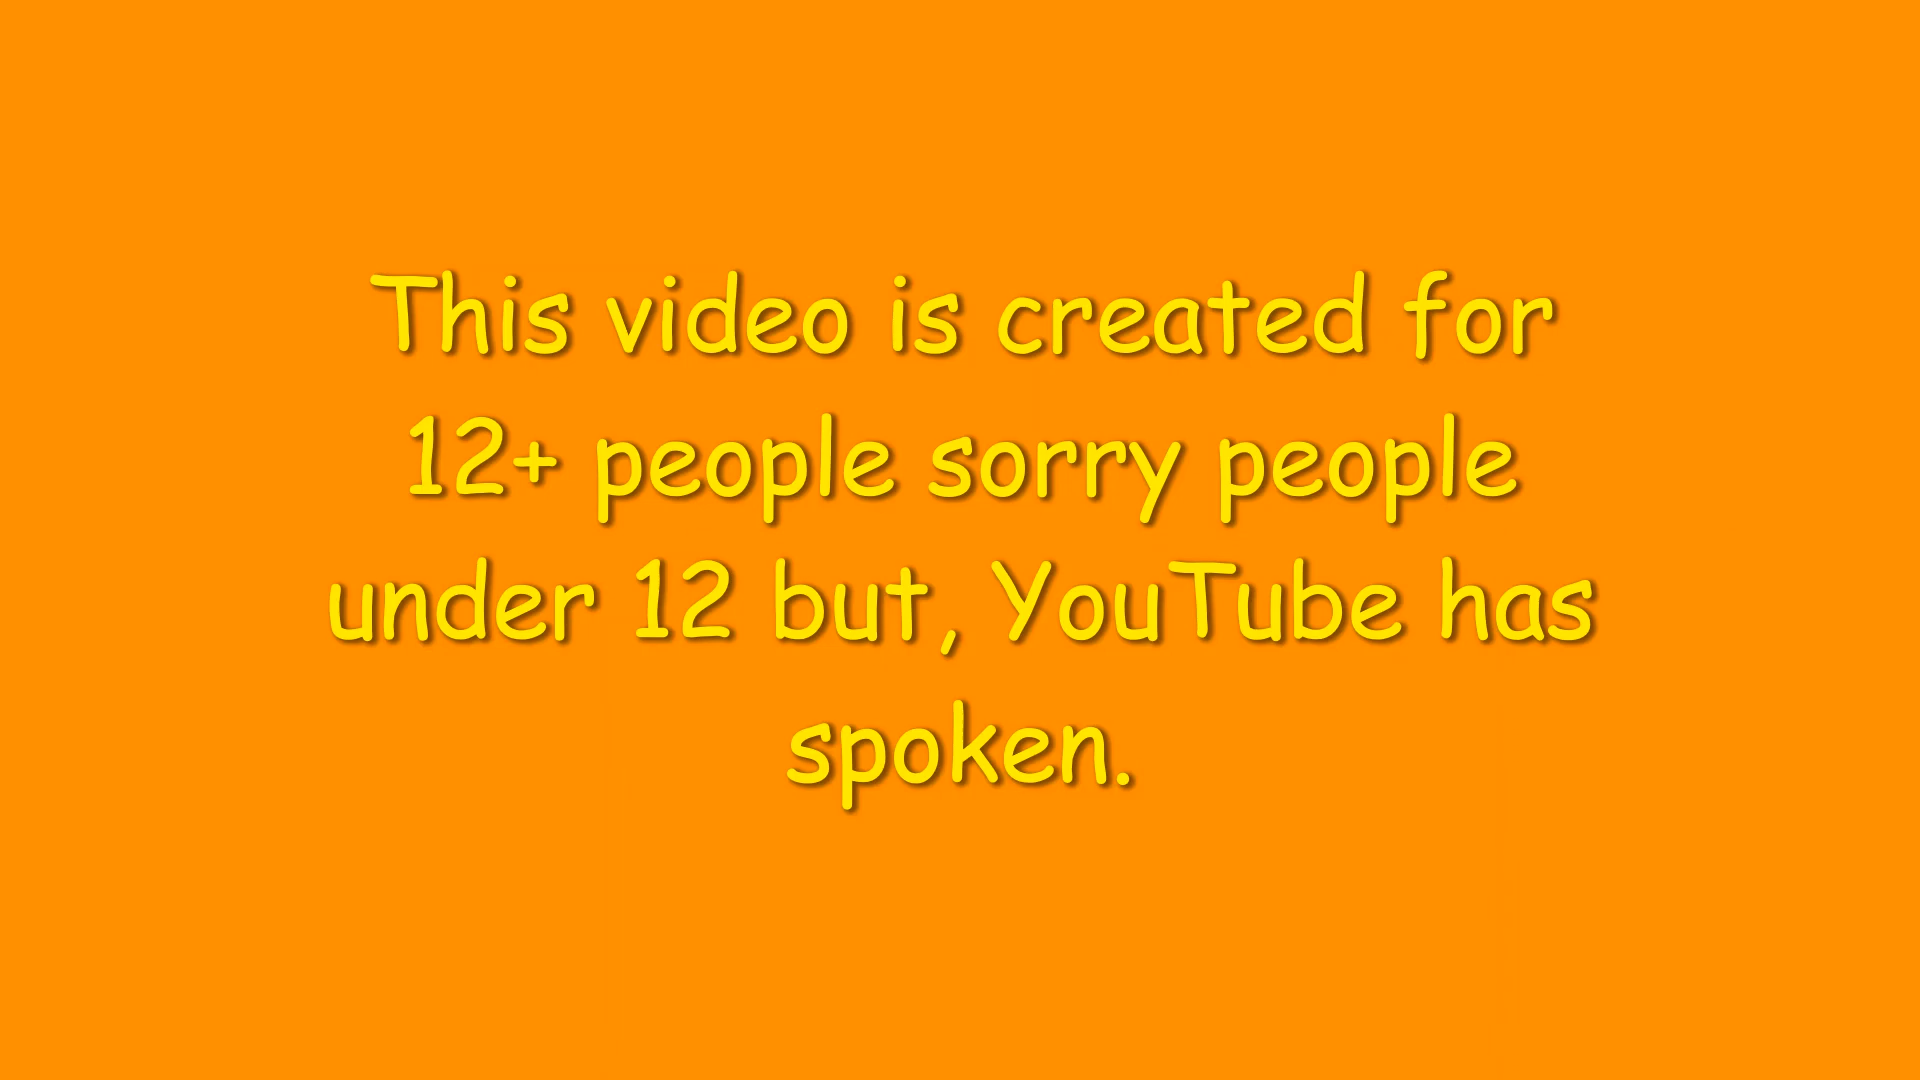 This video is created for
12+ people sorry people
under 12 but, YouTube has
spoken.